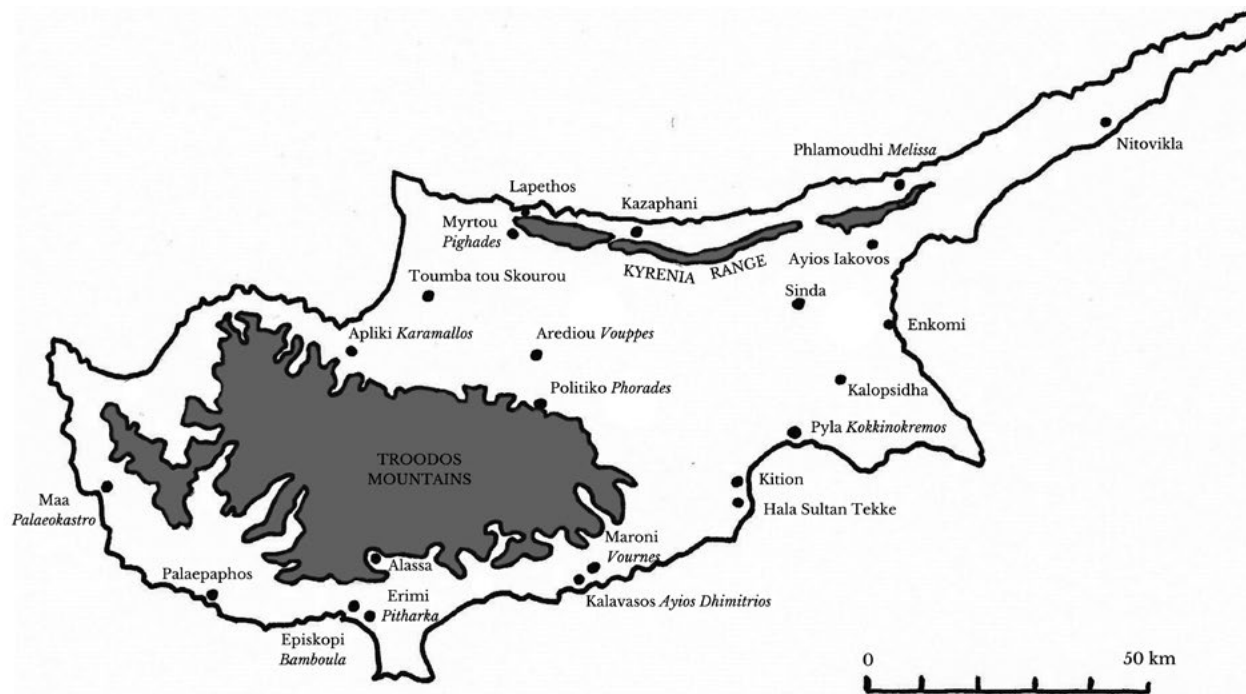 Phlamoudhi Melissa
Nitovikla
Lapethos
Kazaphani
Myrtou
Pighades
Ayios Iakovos
KYRENIA RANGE
Toumba tou Skourou
Sinda
Enkomi
Apliki Karamallos
Arediou Vouppes
Politiko Phorades
Kalopsidha
Pyla Kokkinokremos
TROODOS
MOUNTAINS
Kition
Maa
Palaeokastro
Hala Sultan Tekke
Maroni
Vournes
Alassa
Palaepaphos
Erimi
Pitharka
Kalavasos Ayios Dhimitrios
Episkopi
Bamboula
0 50 km